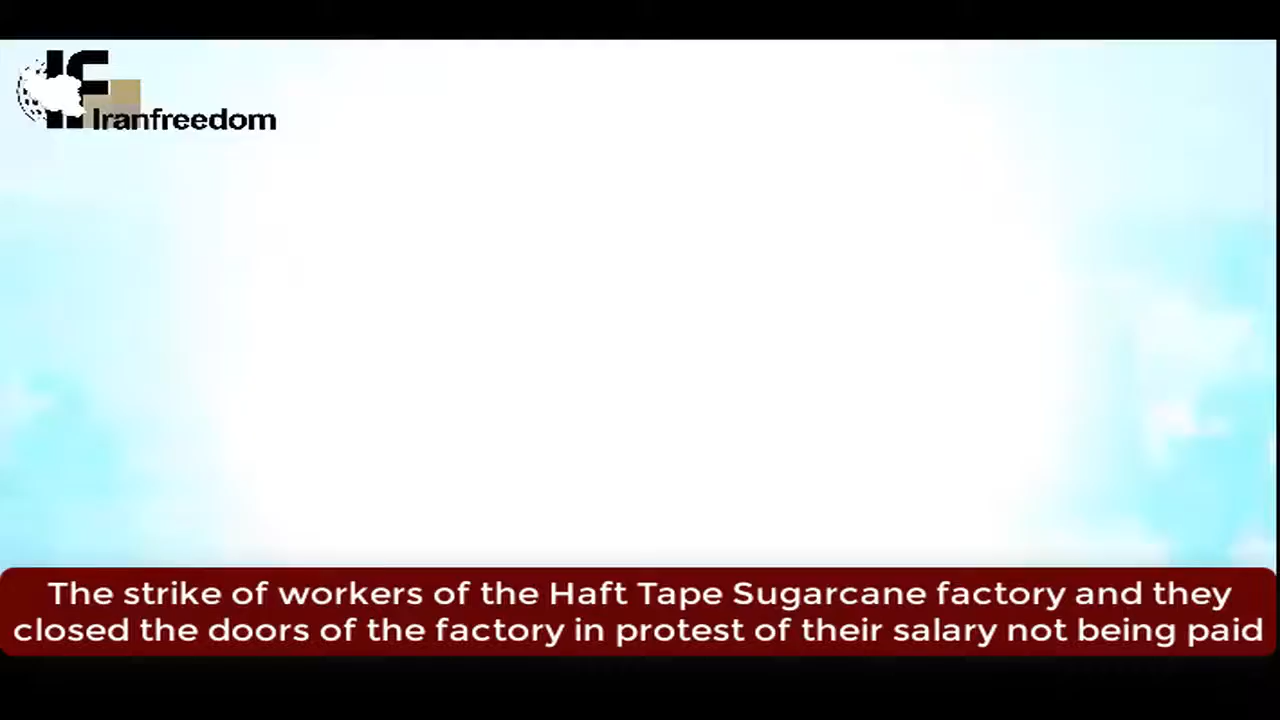 IF
Iranfreedom
The strike of workers of the Haft Tape Sugarcane factory and they
closed the doors of the factory in protest of their salary not being paid